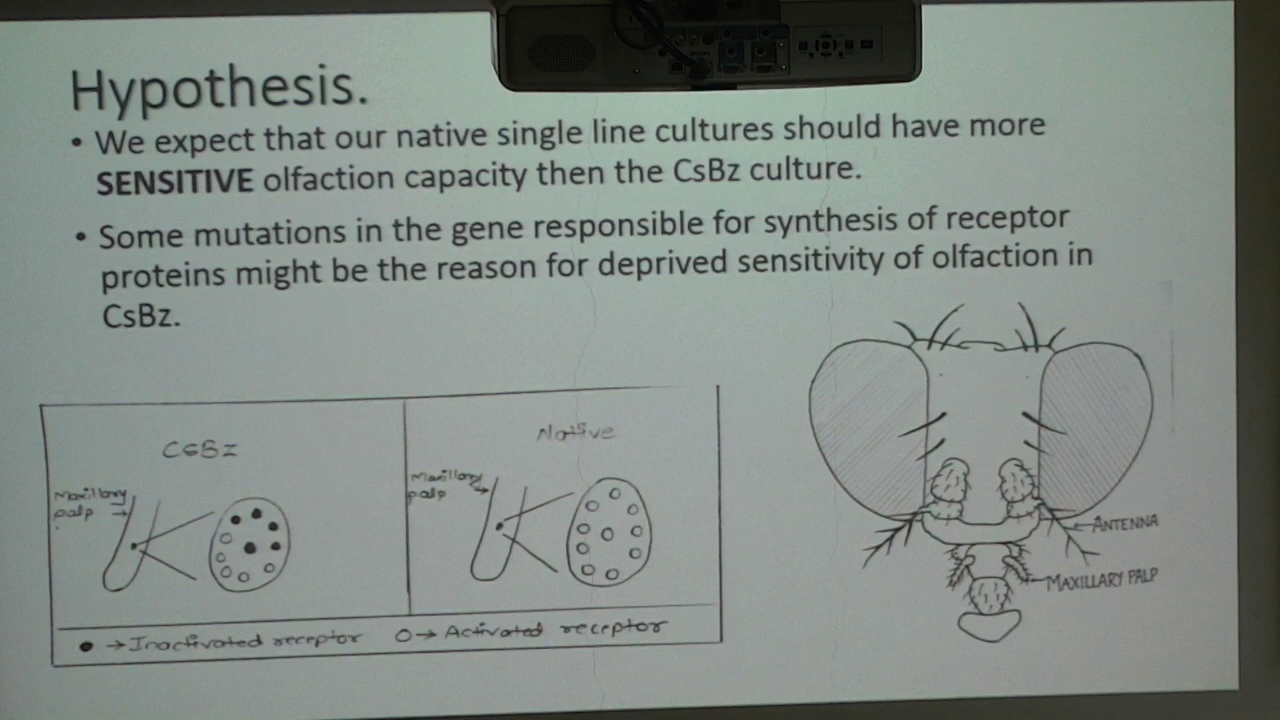 Hypothesis.
• We expect that our native single line cultures should have more
SENSITIVE olfaction capacity then the CsBz culture.
• Some mutations in the gene responsible for synthesis of receptor
proteins might be the reason for deprived sensitivity of olfaction in
CsBz.
CSBZ
Native
Maxillary
palp →
Maxillary
palp →
ANTENNA
MAXILLARY PALP
● → Inactivated receptor O → Activated receptor